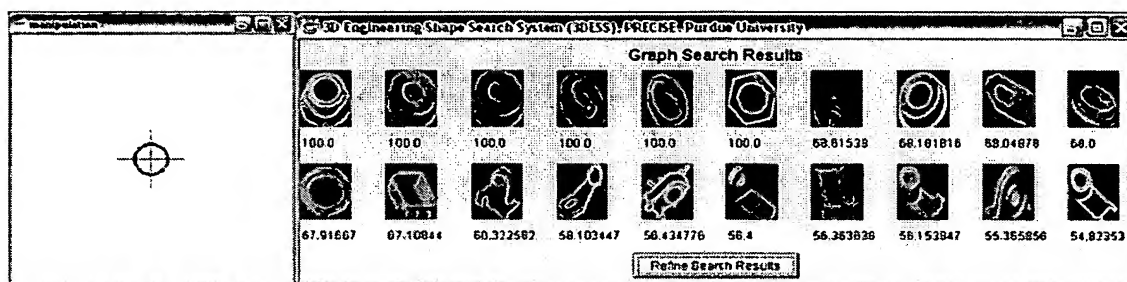 manipulation
3D Engineering Shape Search System (3DESS), PRECISE, Purdue University
Graph Search Results
100.0 100.0 100.0 100.0 100.0 100.0 68.61539 68.181816 68.04878 68.0
67.91667 67.10844 60.322582 58.103447 56.434776 56.4 56.363636 56.153847 55.365856 54.82353
Refine Search Results